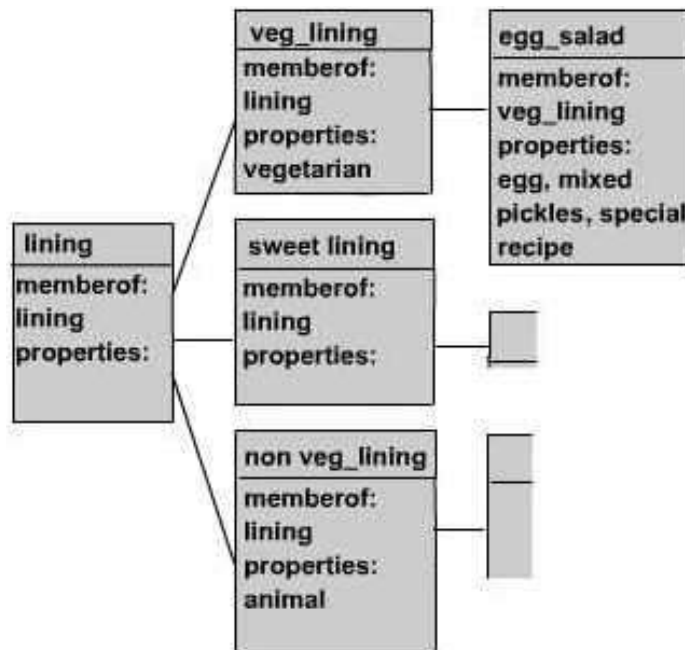 lining
memberof:
lining
properties:
veg_lining
memberof:
lining
properties:
vegetarian
sweet lining
memberof:
lining
properties:
non veg_lining
memberof:
lining
properties:
animal
egg_salad
memberof:
veg_lining
properties:
egg, mixed
pickles, special
recipe